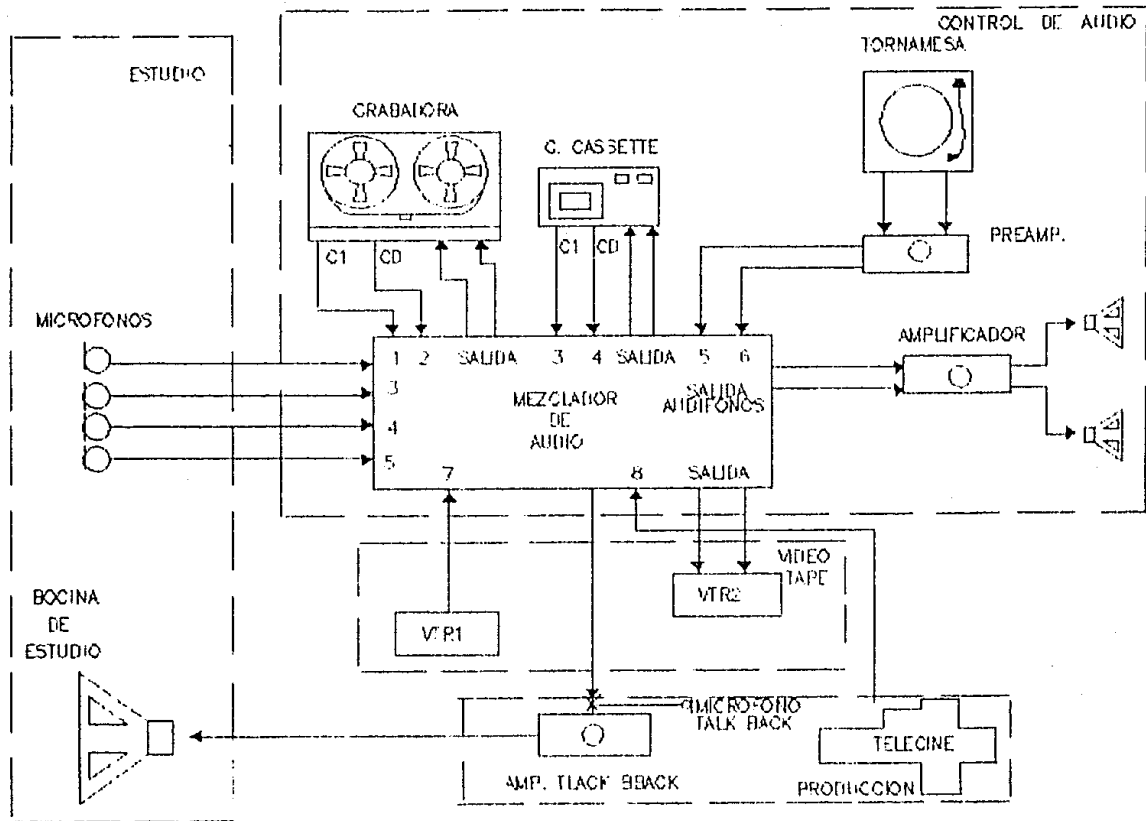 CONTROL DE AUDIO
TORNAMESA
ESTUDIO
GRABADORA
C. CASSETTE
PREAMP.
C1 CD
C1 CD
MICROFONOS
AMPLIFICADOR
1 2 SALIDA 3 4 SALIDA 5 6
3
SALIDA
AUDIFONOS
MEZCLADOR
DE
AUDIO
4
5
7 8 SALIDA
VIDEO
TAPE
VTR2
VTR1
BOCINA
DE
ESTUDIO
MICROFONO
TALK BACK
TELECINE
AMP. TLACK BBACK
PRODUCCION